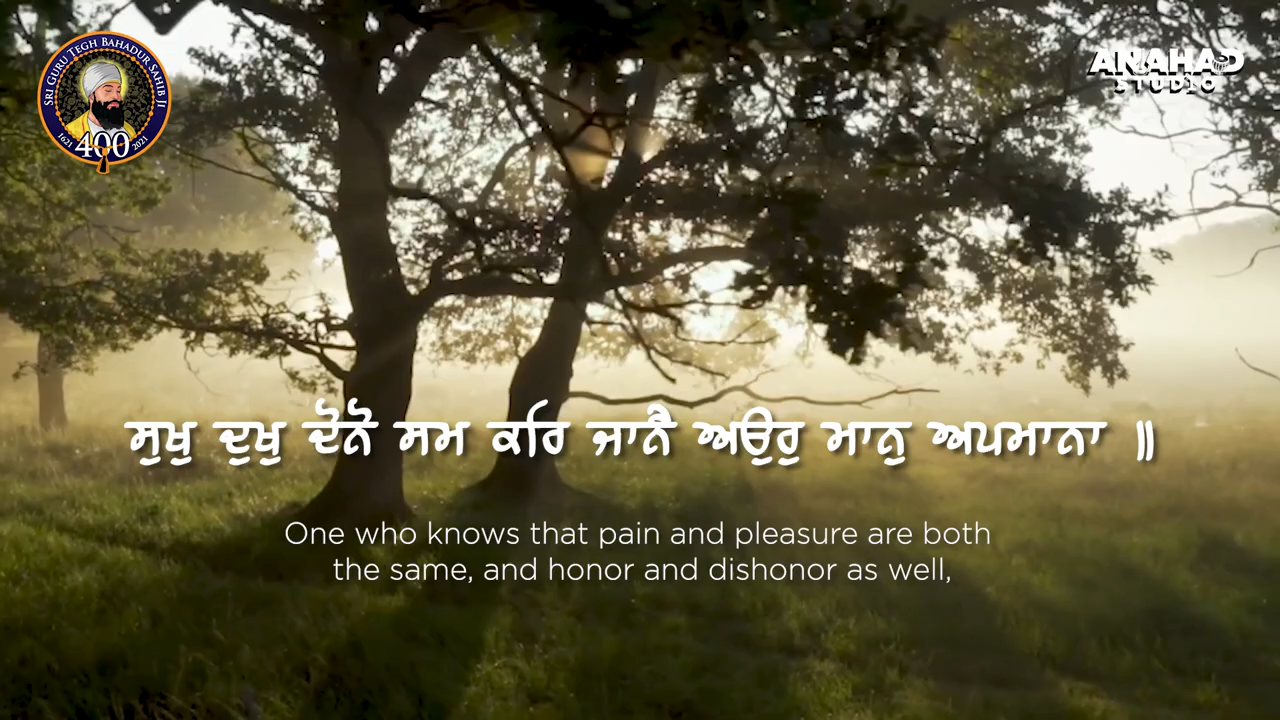 SRI GURU TEGH BAHADUR SAHIB JI
1621 400 2021
ANAHAD
STUDIO
ਸੁਖੁ ਦੁਖੁ ਦੋਨੋ ਸਮ ਕਰਿ ਜਾਨੈ ਅਉਰੁ ਮਾਨੁ ਅਪਮਾਨਾ ॥
One who knows that pain and pleasure are both
the same, and honor and dishonor as well,